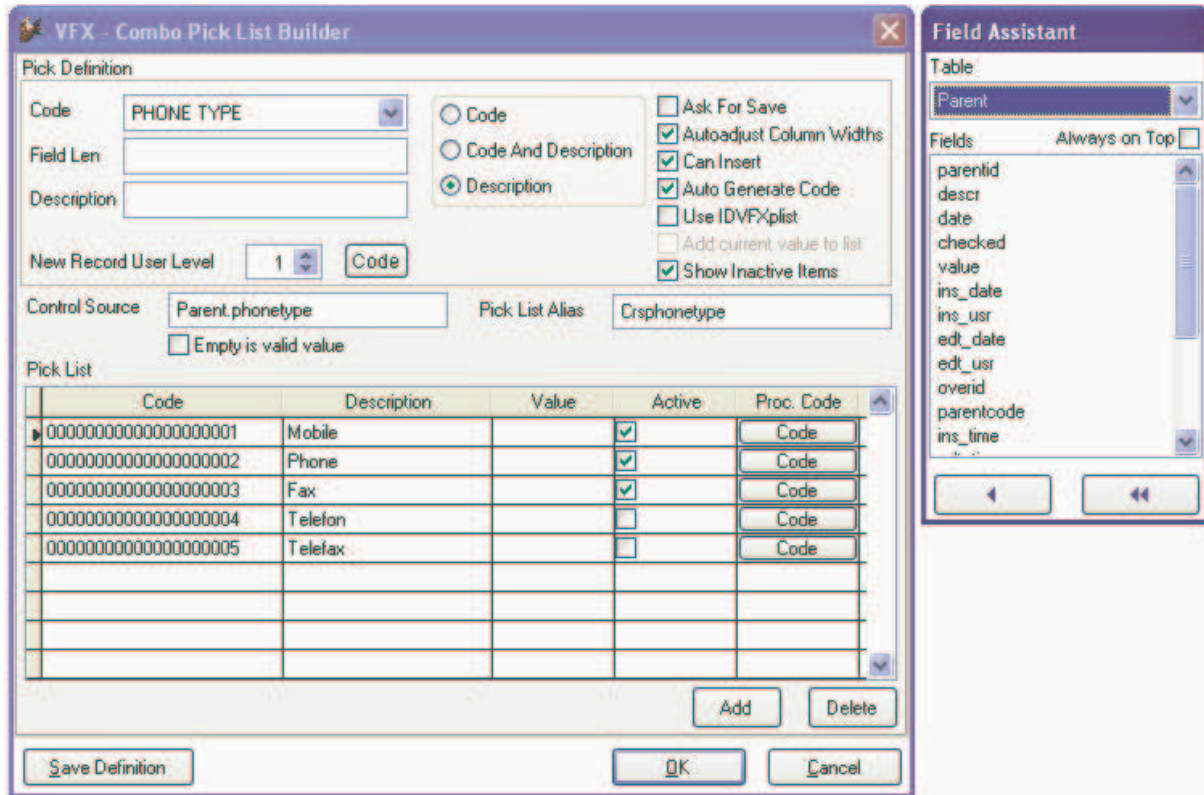 VFX - Combo Pick List Builder
Pick Definition
Code
PHONE TYPE
Field Len
Description
New Record User Level
1
Code
Code
Code And Description
Description
Ask For Save
Autoadjust Column Widths
Can Insert
Auto Generate Code
Use IDVFXplist
Add current value to list
Show Inactive Items
Control Source
Parent.phonetype
Pick List Alias
Crsphonetype
Empty is valid value
Pick List
Code Description Value Active Proc. Code
00000000000000000001 Mobile Code
00000000000000000002 Phone Code
00000000000000000003 Fax Code
00000000000000000004 Telefon Code
00000000000000000005 Telefax Code
Add
Delete
Save Definition
OK
Cancel
Field Assistant
Table
Parent
Fields
Always on Top
parentid
descr
date
checked
value
ins_date
ins_usr
edt_date
edt_usr
overid
parentcode
ins_time